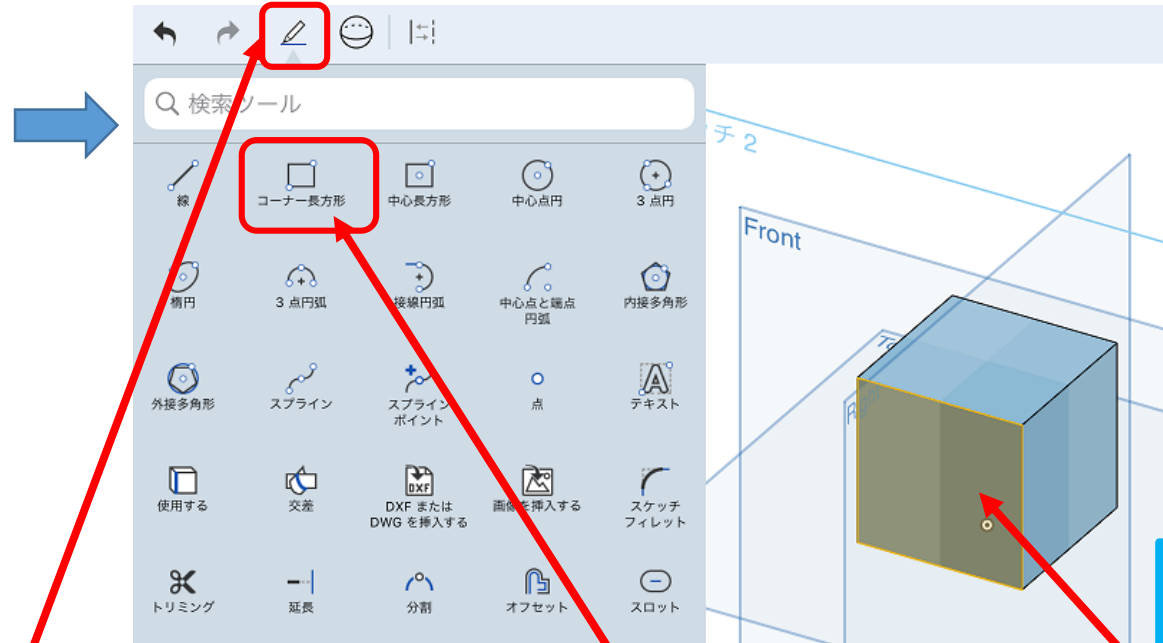 検索ツール
チ 2
線
コーナー長方形
中心長方形
中心点円
3 点円
Front
楕円
3 点円弧
接線円弧
中心点と端点
円弧
内接多角形
外接多角形
スプライン
スプライン
ポイント
点
A
テキスト
使用する
交差
DXF
DXF または
DWG を挿入する
画像を挿入する
スケッチ
フィレット
トリミング
延長
分割
オフセット
スロット